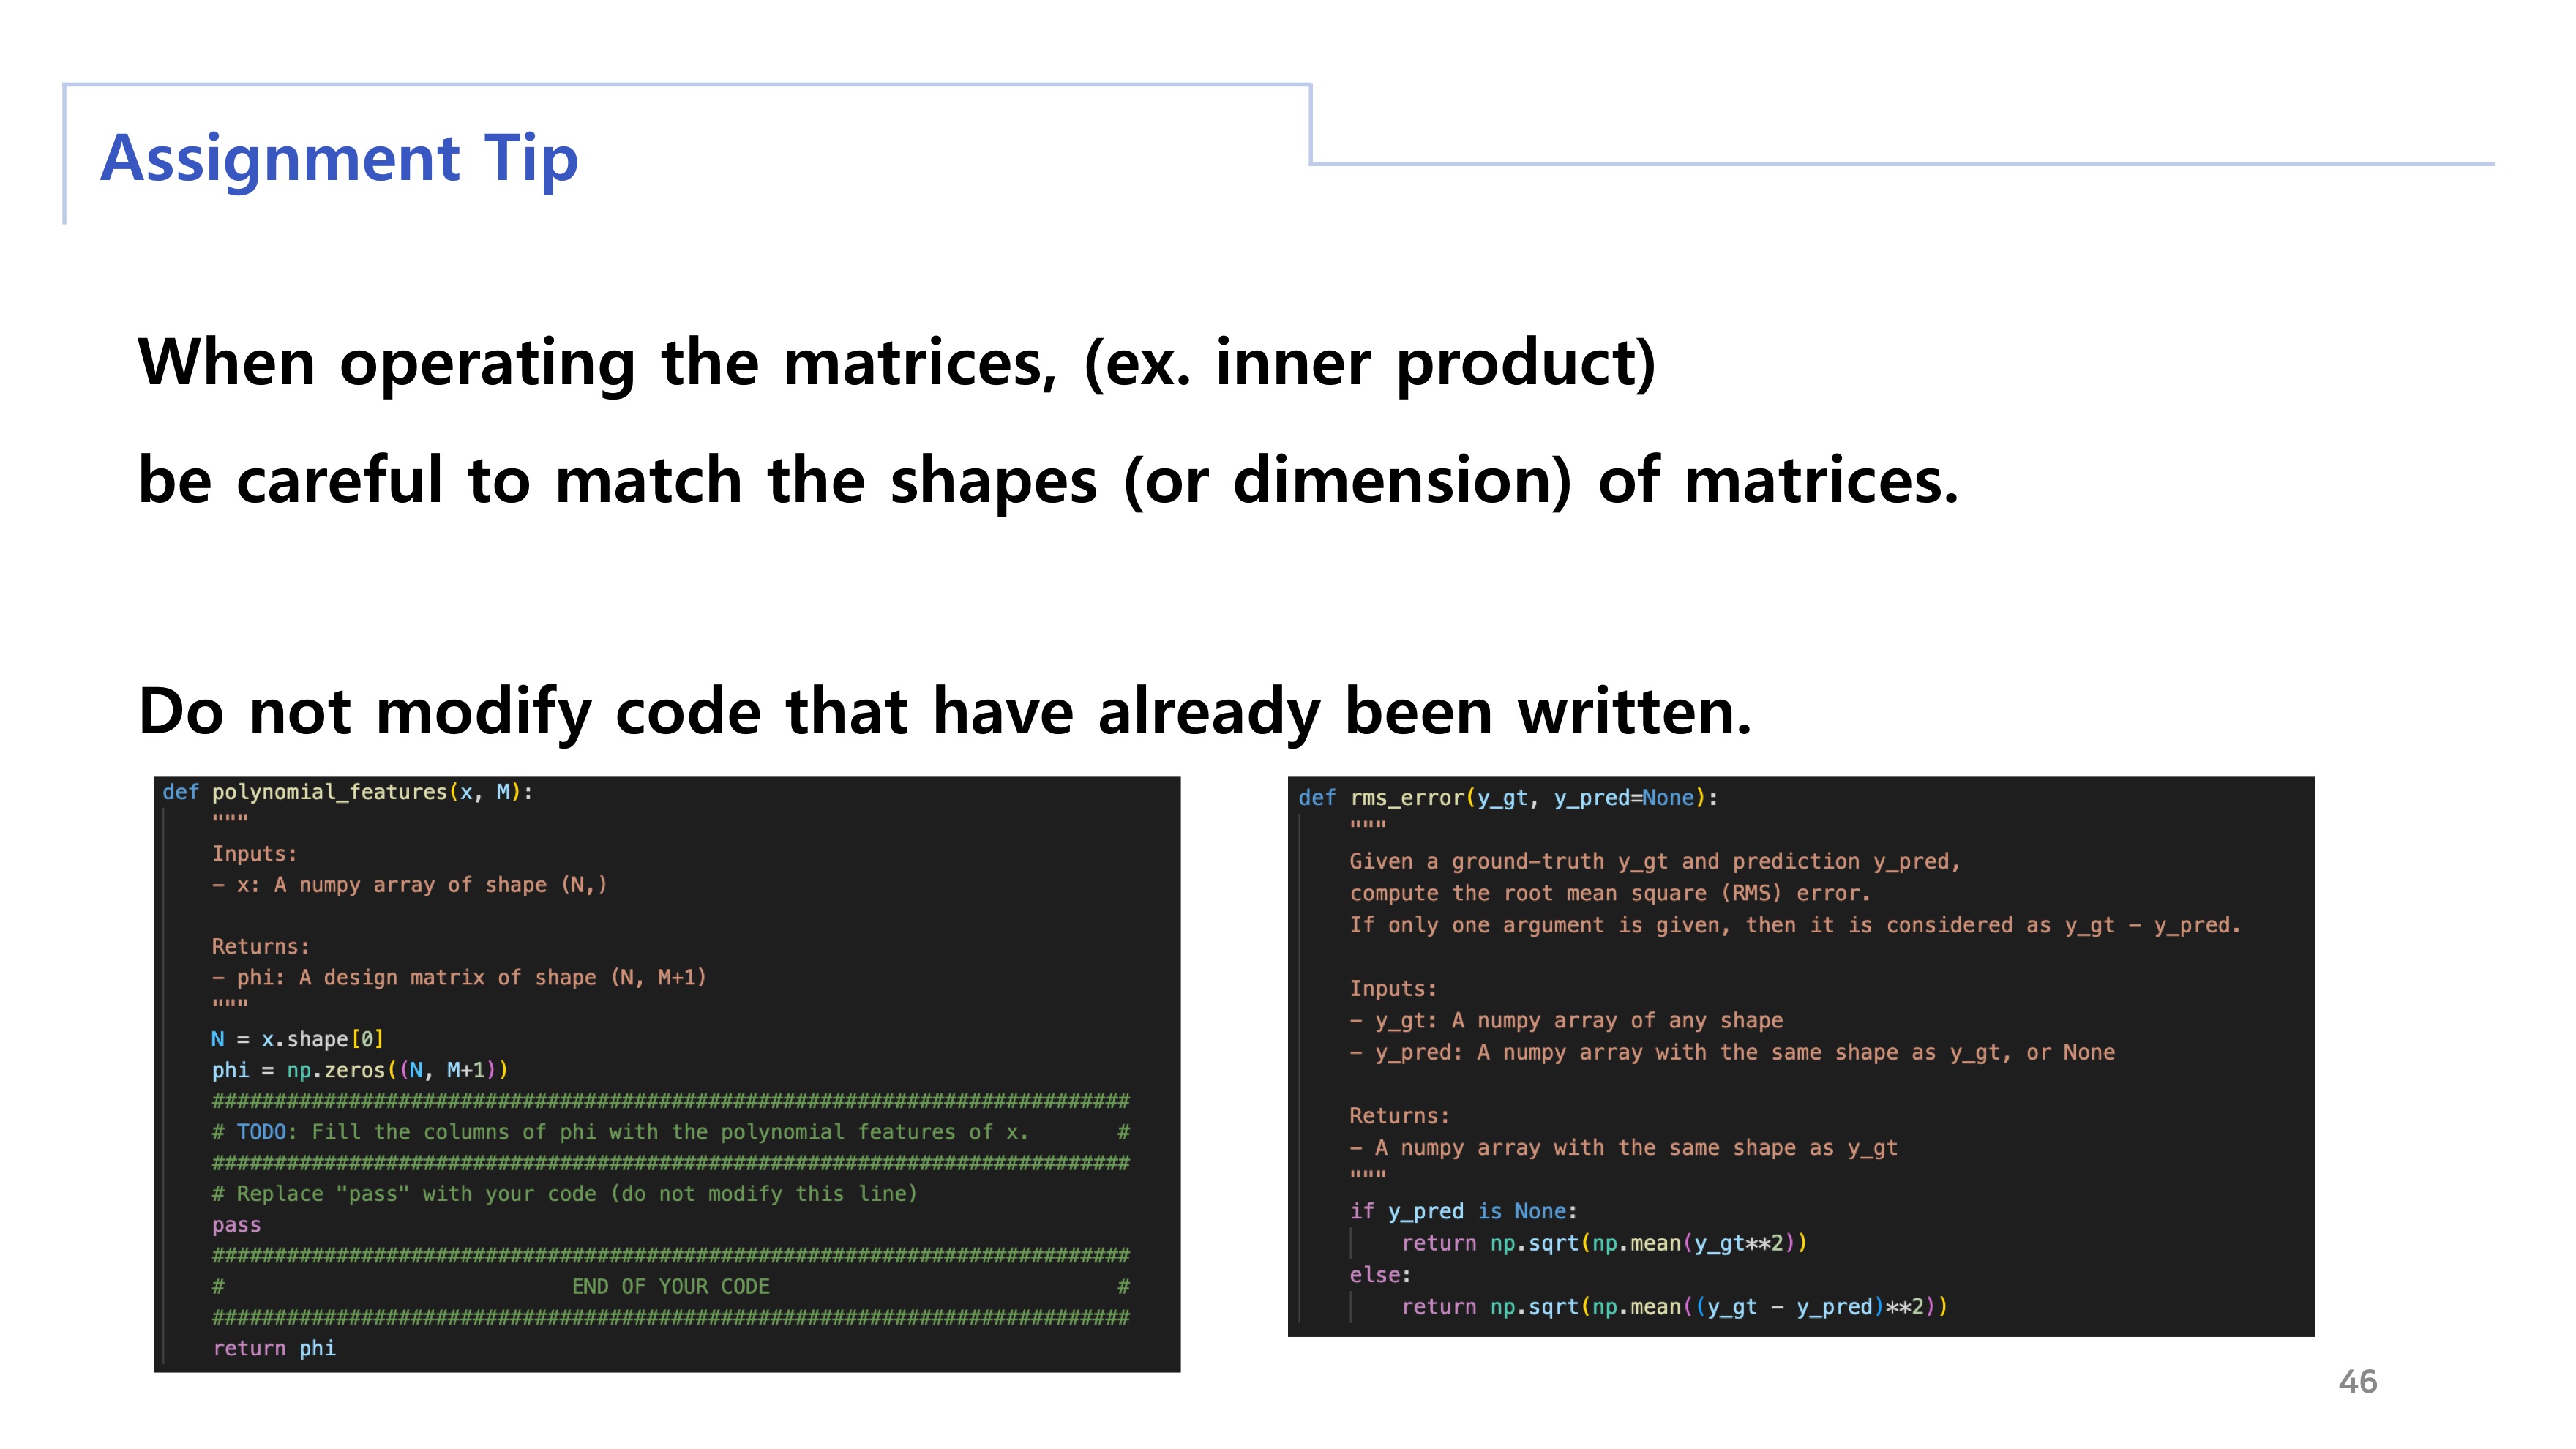 Assignment Tip
When operating the matrices, (ex. inner product)
be careful to match the shapes (or dimension) of matrices.
Do not modify code that have already been written.
def polynomial_features(x, M):
    """
    Inputs:
    - x: A numpy array of shape (N,)

    Returns:
    - phi: A design matrix of shape (N, M+1)
    """
    N = x.shape[0]
    phi = np.zeros((N, M+1))
    ##########################################################################
    # TODO: Fill the columns of phi with the polynomial features of x.       #
    ##########################################################################
    # Replace "pass" with your code (do not modify this line)
    pass
    ##########################################################################
    #                            END OF YOUR CODE                            #
    ##########################################################################
    return phi
def rms_error(y_gt, y_pred=None):
    """
    Given a ground-truth y_gt and prediction y_pred,
    compute the root mean square (RMS) error.
    If only one argument is given, then it is considered as y_gt - y_pred.

    Inputs:
    - y_gt: A numpy array of any shape
    - y_pred: A numpy array with the same shape as y_gt, or None

    Returns:
    - A numpy array with the same shape as y_gt
    """
    if y_pred is None:
        return np.sqrt(np.mean(y_gt**2))
    else:
        return np.sqrt(np.mean((y_gt - y_pred)**2))
46